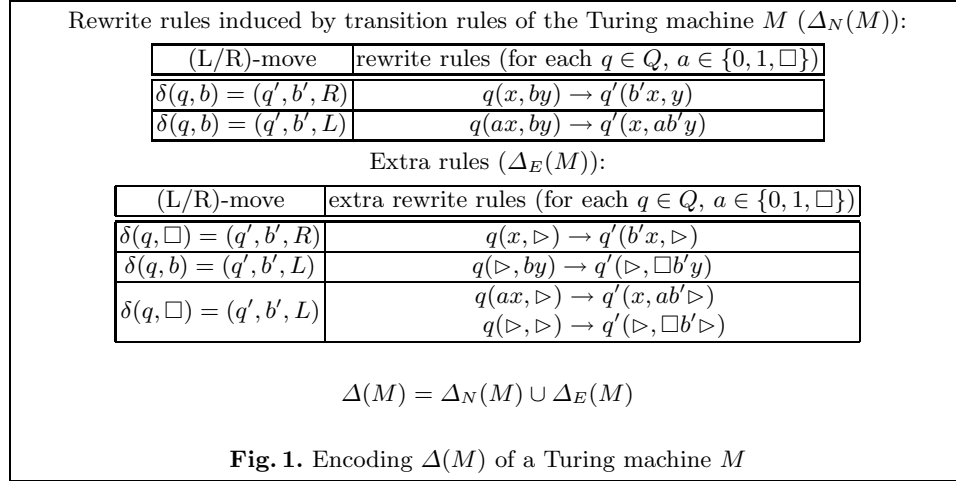 Rewrite rules induced by transition rules of the Turing machine M (Δ_N(M)):
(L/R)-move rewrite rules (for each q ∈ Q, a ∈ {0, 1, □})
δ(q, b) = (q′, b′, R) q(x, by) → q′(b′x, y)
δ(q, b) = (q′, b′, L) q(ax, by) → q′(x, ab′y)
Extra rules (Δ_E(M)):
(L/R)-move extra rewrite rules (for each q ∈ Q, a ∈ {0, 1, □})
δ(q, □) = (q′, b′, R) q(x, ▷) → q′(b′x, ▷)
δ(q, b) = (q′, b′, L) q(▷, by) → q′(▷, □b′y)
δ(q, □) = (q′, b′, L) q(ax, ▷) → q′(x, ab′▷)
q(▷, ▷) → q′(▷, □b′▷)
Δ(M) = Δ_N(M) ∪ Δ_E(M)
Fig. 1. Encoding Δ(M) of a Turing machine M